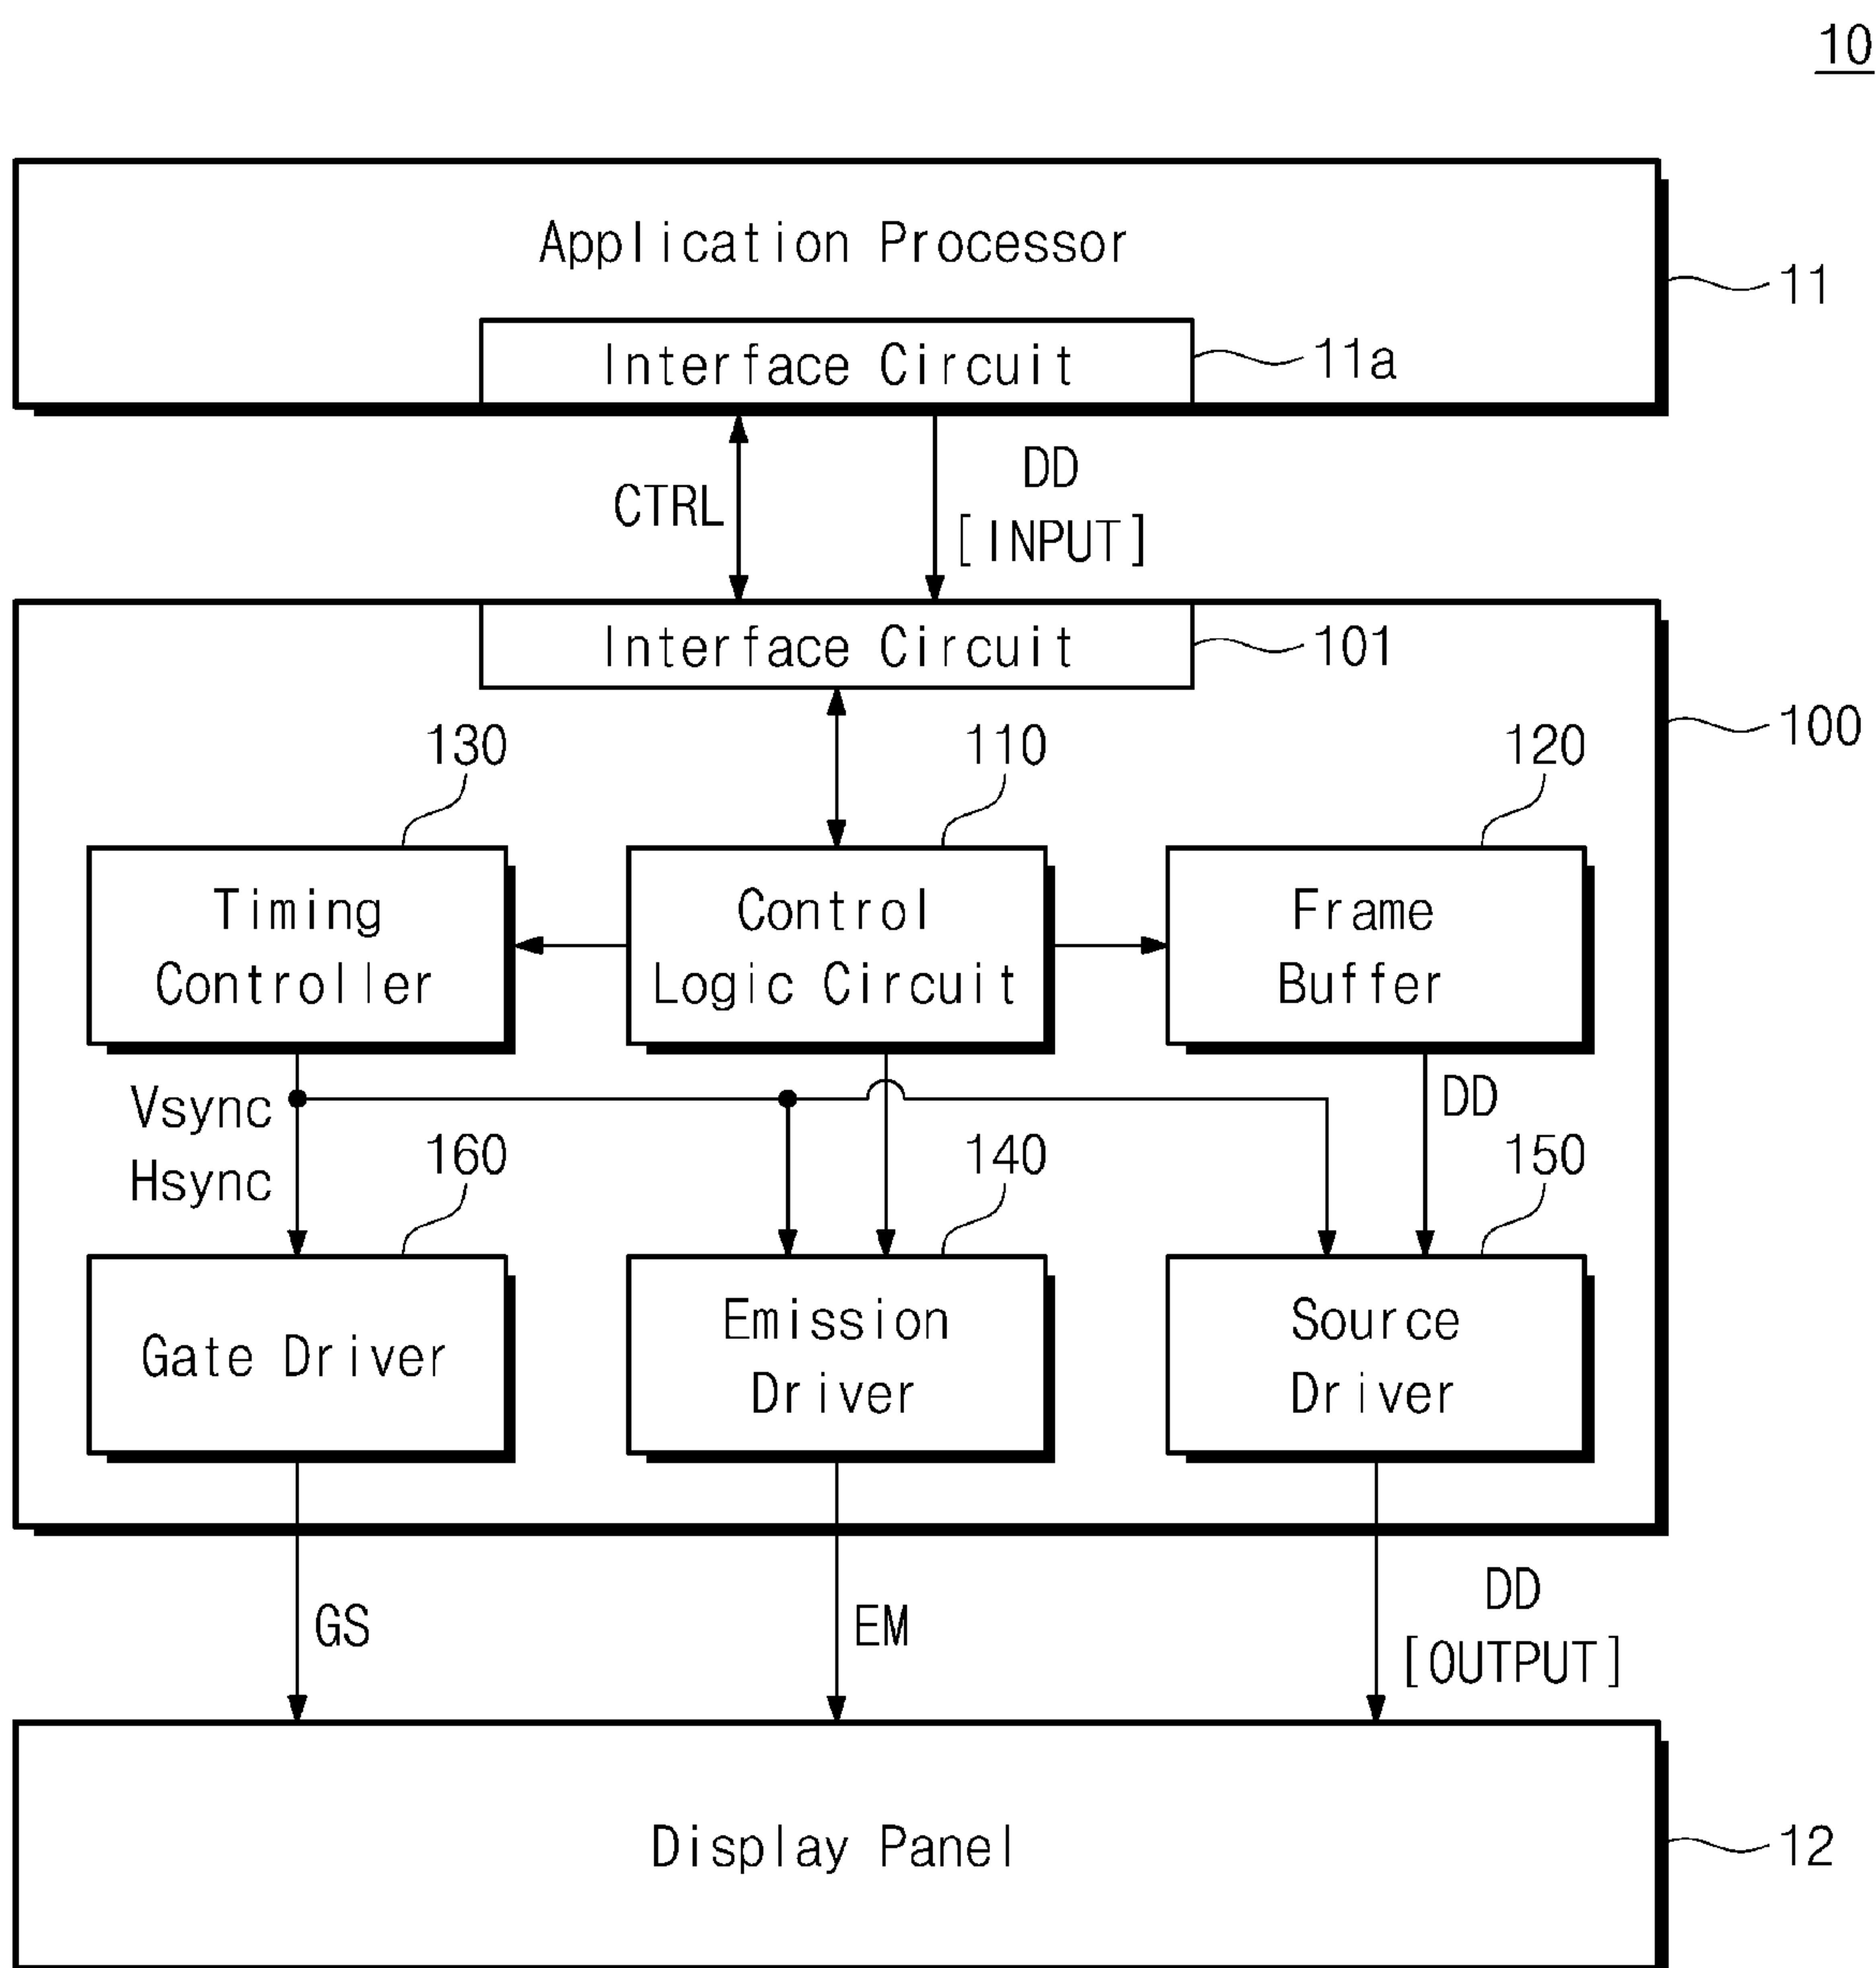 10
Application Processor
11
Interface Circuit
11a
CTRL
DD
[INPUT]
Interface Circuit
101
100
130
110
120
Timing
Controller
Control
Logic Circuit
Frame
Buffer
Vsync
Hsync
DD
160
140
150
Gate Driver
Emission
Driver
Source
Driver
GS
EM
DD
[OUTPUT]
Display Panel
12